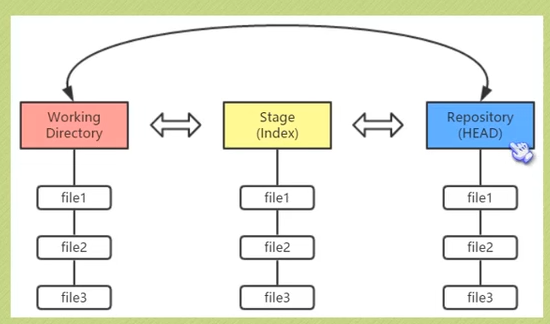 Working
Directory
Stage
(Index)
Repository
(HEAD)
file1
file1
file1
file2
file2
file2
file3
file3
file3